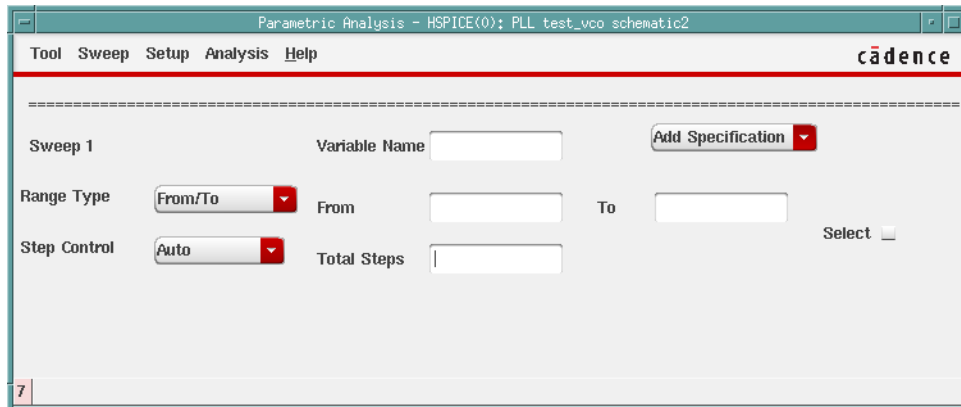 Parametric Analysis - HSPICE(0): PLL test_vco schematic2
Tool Sweep Setup Analysis Help
cādence
=========================================================================================================
Sweep 1 Variable Name Add Specification
Range Type From/To From To
Select
Step Control Auto Total Steps
7